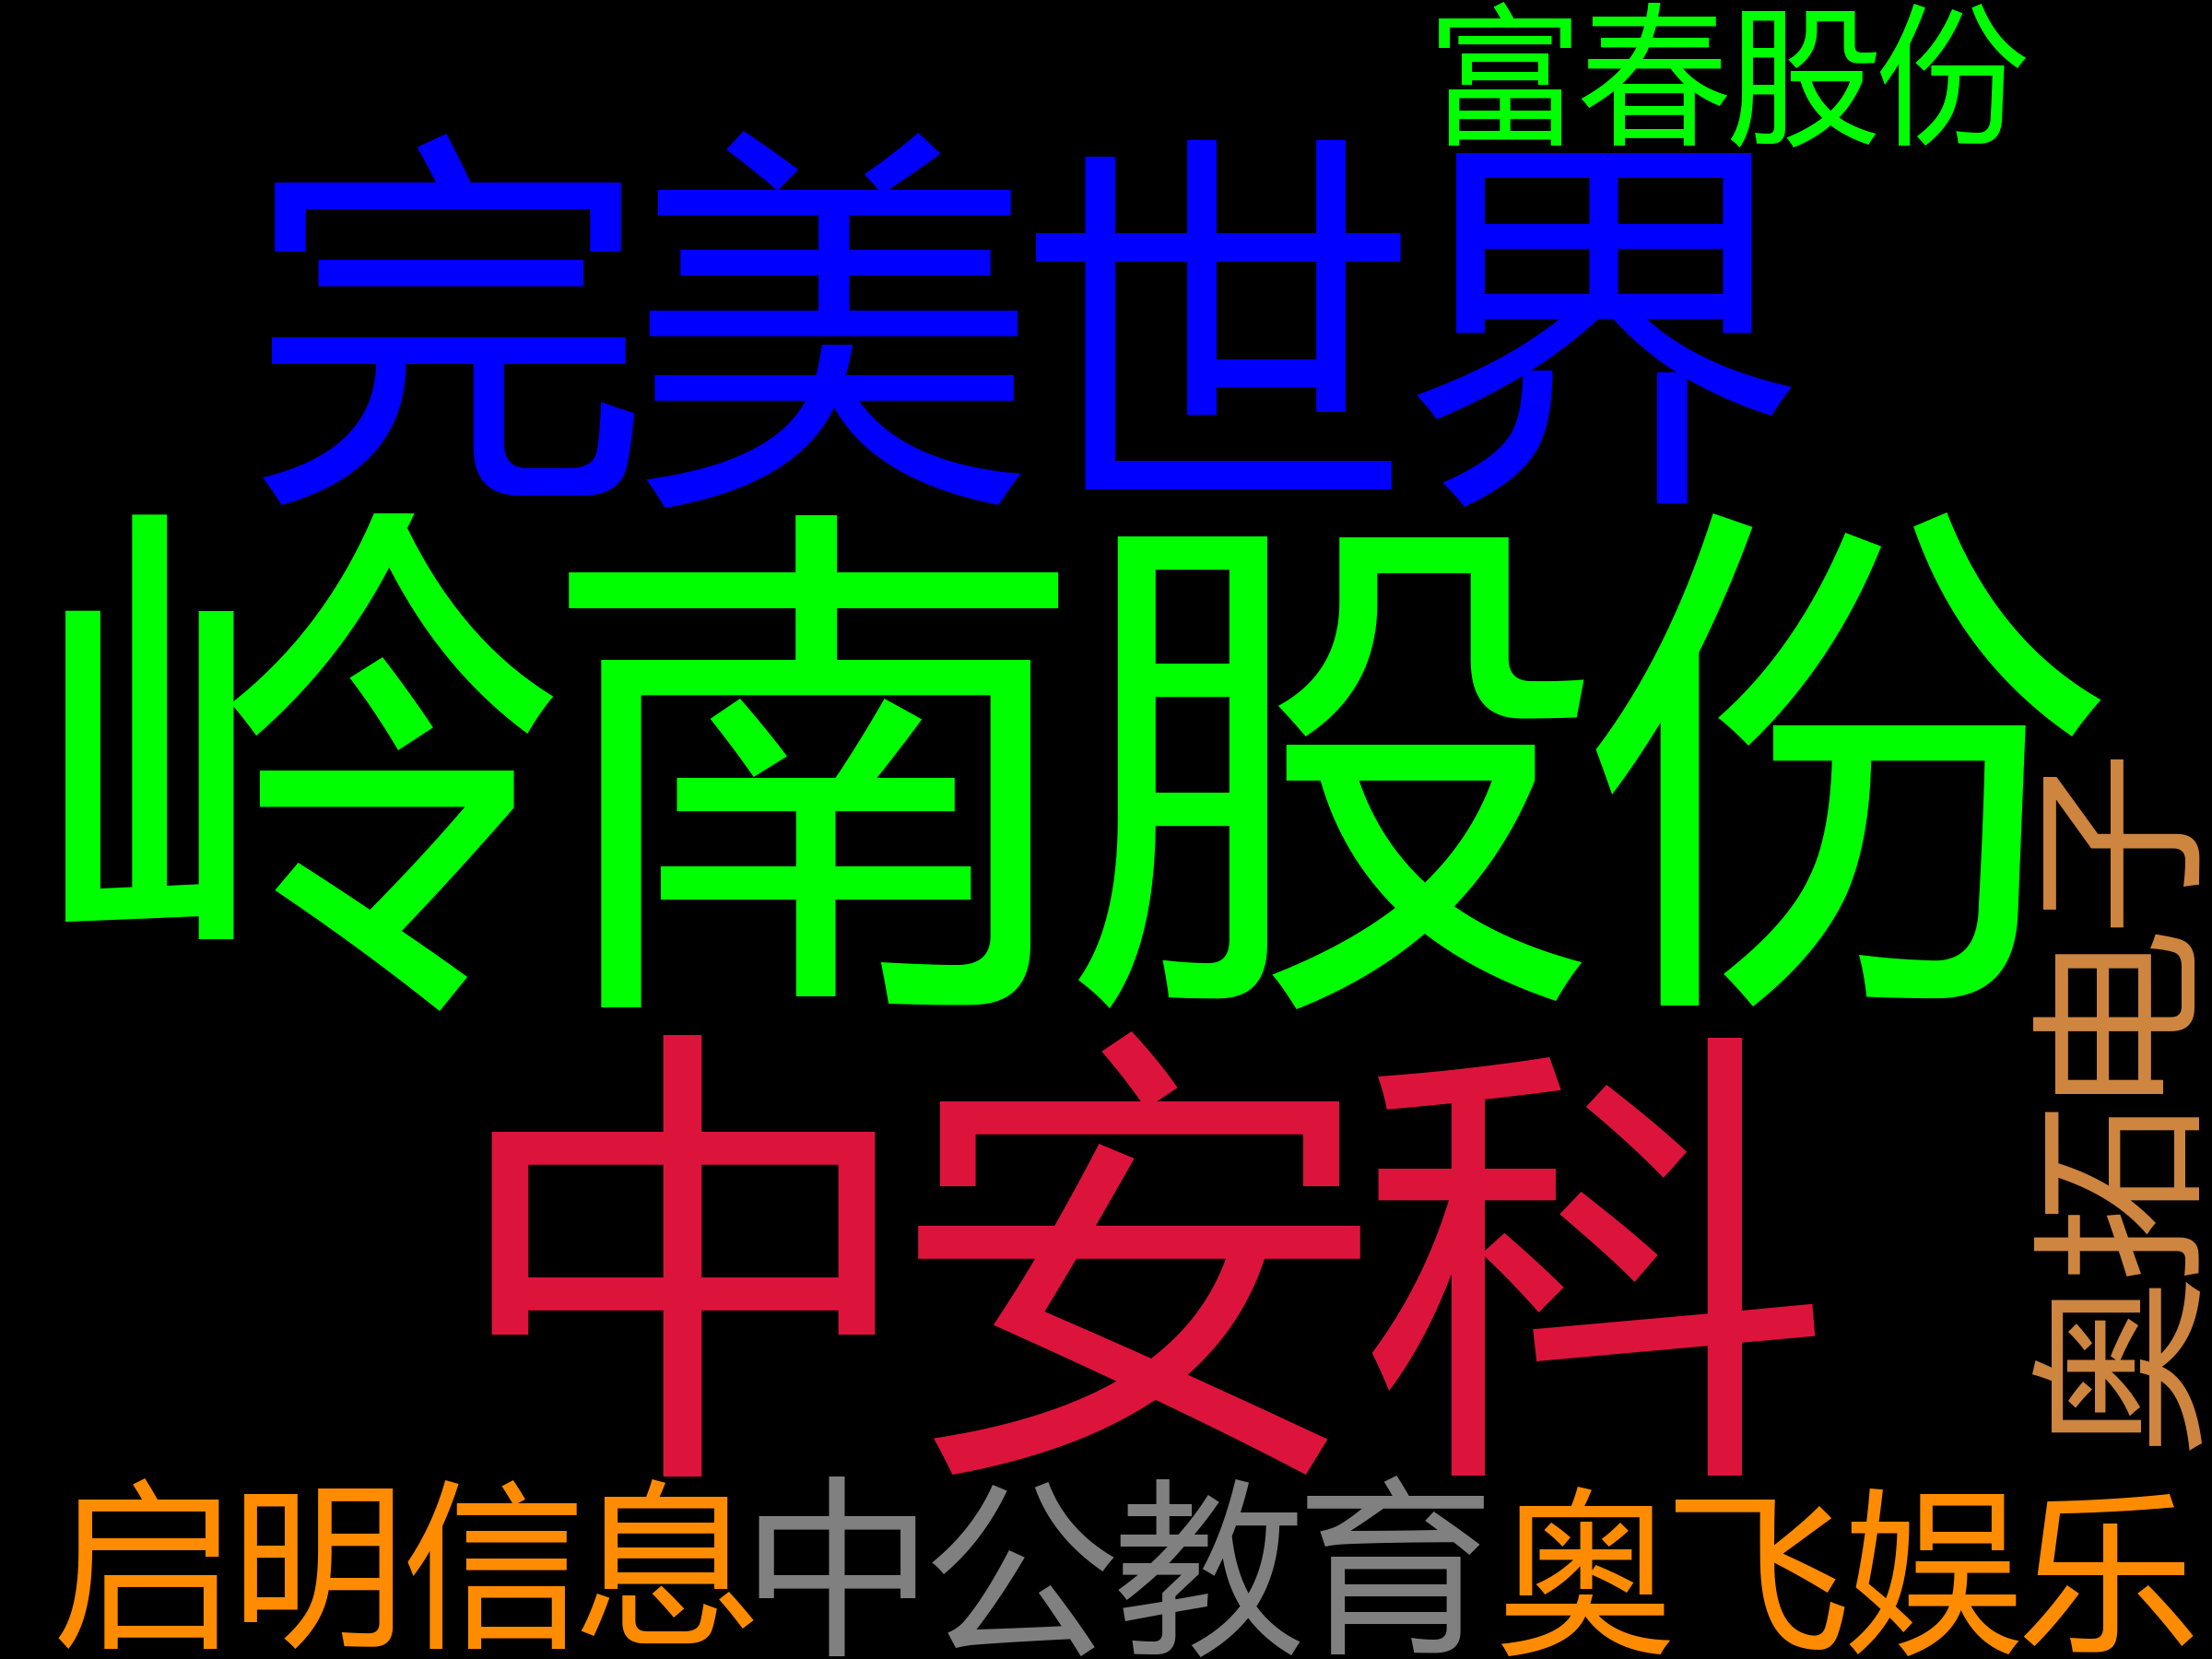 富春股份
完美世界
岭南股份
中安科
奥拓电子
启明信息
中公教育
奥飞娱乐